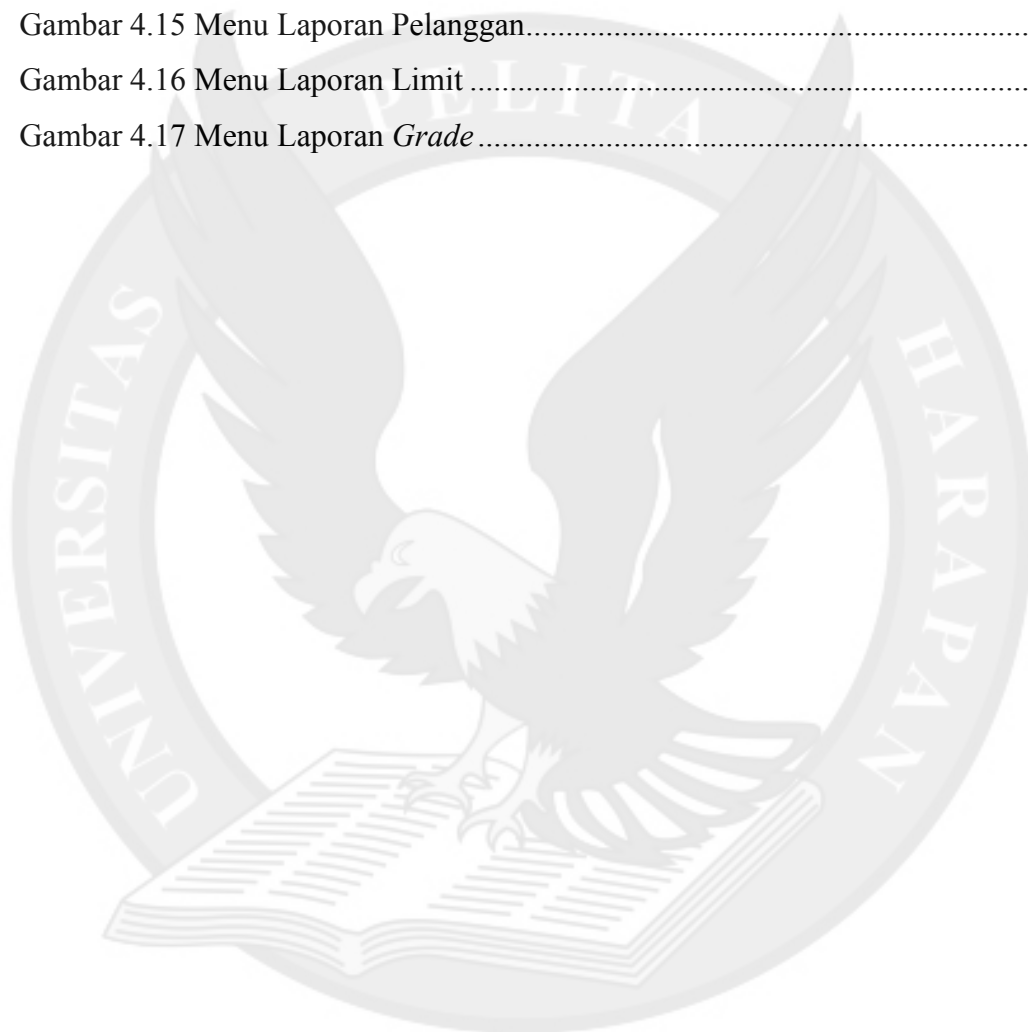 Gambar 4.15 Menu Laporan Pelanggan.......................................................................
Gambar 4.16 Menu Laporan Limit ..............................................................................
Gambar 4.17 Menu Laporan Grade .............................................................................
UNIVERSITAS PELITA HARAPAN